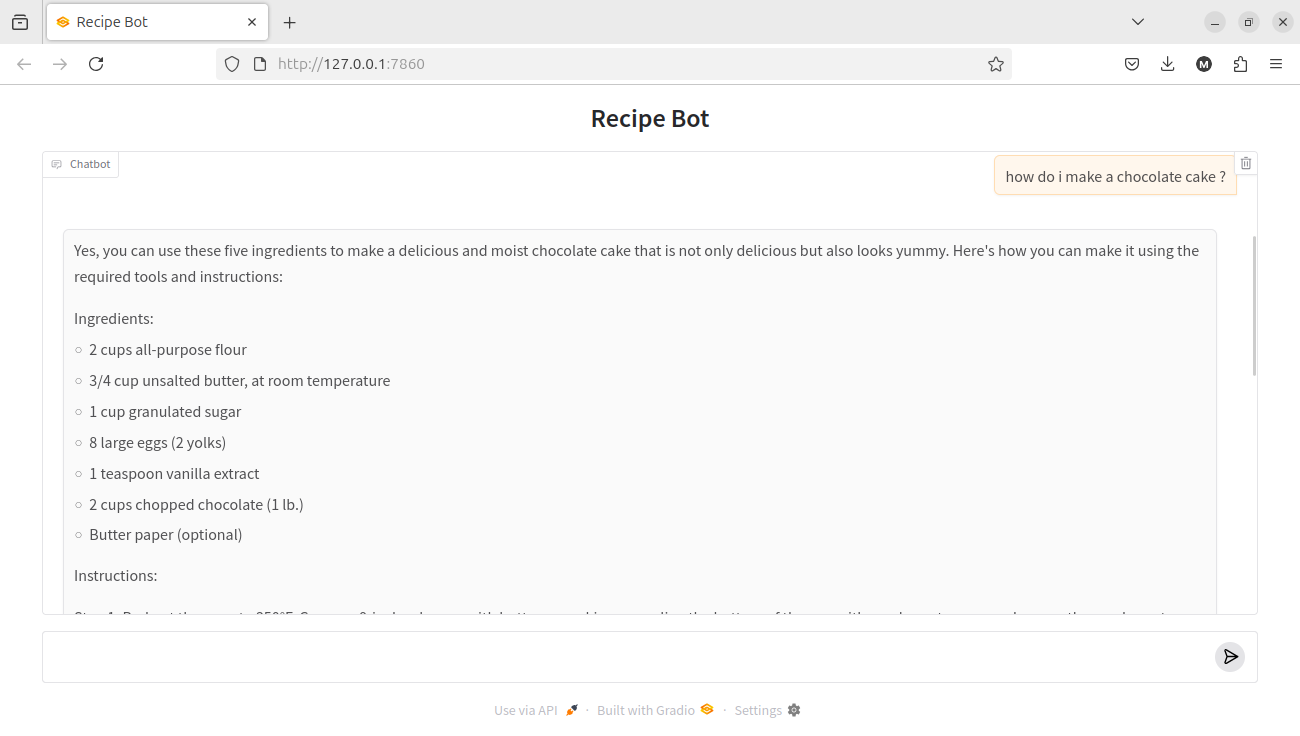 Recipe Bot
http://127.0.0.1:7860
M
Recipe Bot
Chatbot
how do i make a chocolate cake ?
Yes, you can use these five ingredients to make a delicious and moist chocolate cake that is not only delicious but also looks yummy. Here's how you can make it using the
required tools and instructions:
Ingredients:
2 cups all-purpose flour
3/4 cup unsalted butter, at room temperature
1 cup granulated sugar
8 large eggs (2 yolks)
1 teaspoon vanilla extract
2 cups chopped chocolate (1 lb.)
Butter paper (optional)
Instructions:
Use via API · Built with Gradio · Settings